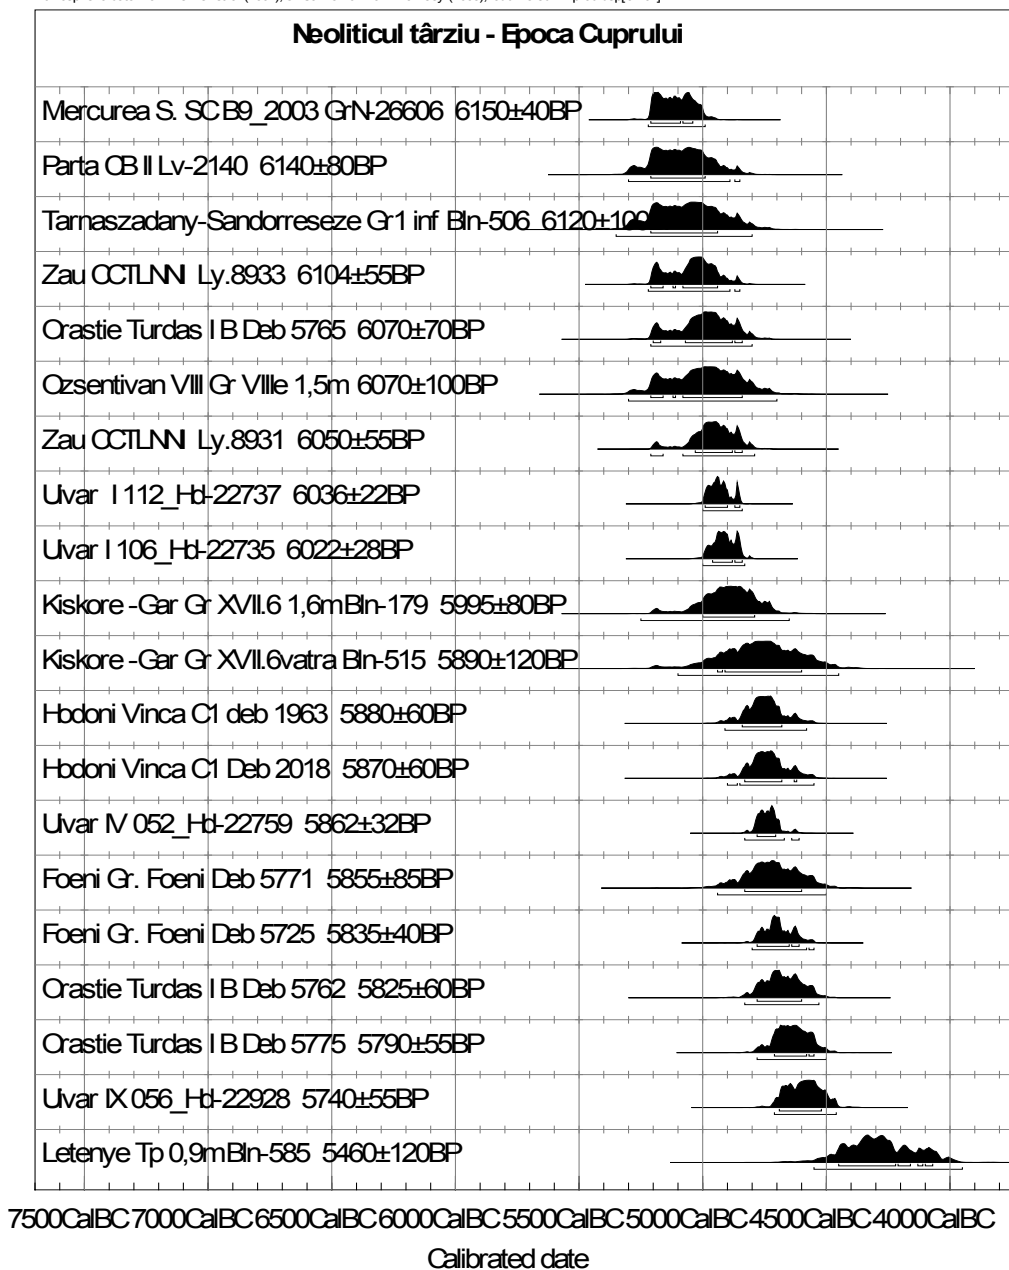 Neoliticul târziu - Epoca Cuprului
Mercurea S. SC B9_2003 GrN-26606 6150±40BP
Parta CB II Lv-2140 6140±80BP
Tarnaszadany-Sandorreseze Gr1 inf Bln-506 6120±100
Zau CCTLNNI Ly.8933 6104±55BP
Orastie Turdas I B Deb 5765 6070±70BP
Ozsentivan VIII Gr VIIIe 1,5m 6070±100BP
Zau CCTLNNI Ly.8931 6050±55BP
Uivar I 112_Hd-22737 6036±22BP
Uivar I 106_Hd-22735 6022±28BP
Kiskore -Gar Gr XVII.6 1,6m Bln-179 5995±80BP
Kiskore -Gar Gr XVII.6vatra Bln-515 5890±120BP
Hodoni Vinca C1 deb 1963 5880±60BP
Hodoni Vinca C1 Deb 2018 5870±60BP
Uivar IV 052_Hd-22759 5862±32BP
Foeni Gr. Foeni Deb 5771 5855±85BP
Foeni Gr. Foeni Deb 5725 5835±40BP
Orastie Turdas I B Deb 5762 5825±60BP
Orastie Turdas I B Deb 5775 5790±55BP
Uivar IX 056_Hd-22928 5740±55BP
Letenye Tp 0,9m Bln-585 5460±120BP
7500CalBC 7000CalBC 6500CalBC 6000CalBC 5500CalBC 5000CalBC 4500CalBC 4000CalBC
Calibrated date